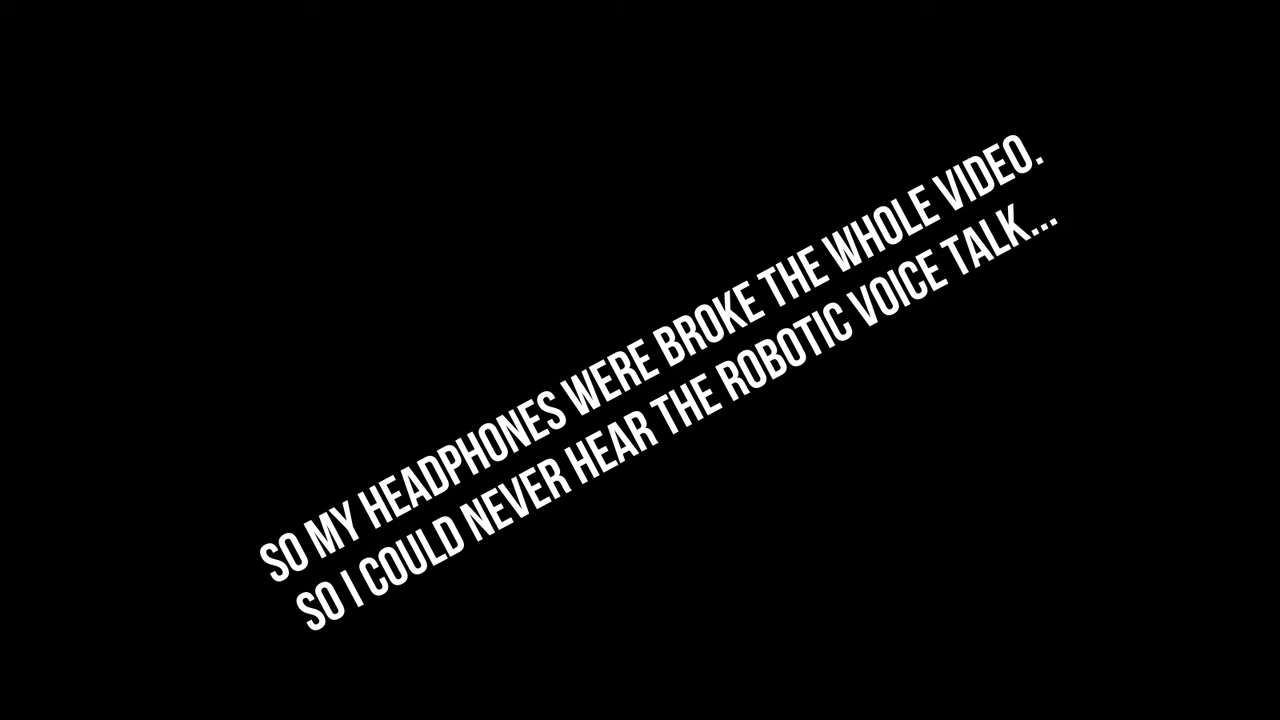 SO MY HEADPHONES WERE BROKE THE WHOLE VIDEO.
SO I COULD NEVER HEAR THE ROBOTIC VOICE TALK...